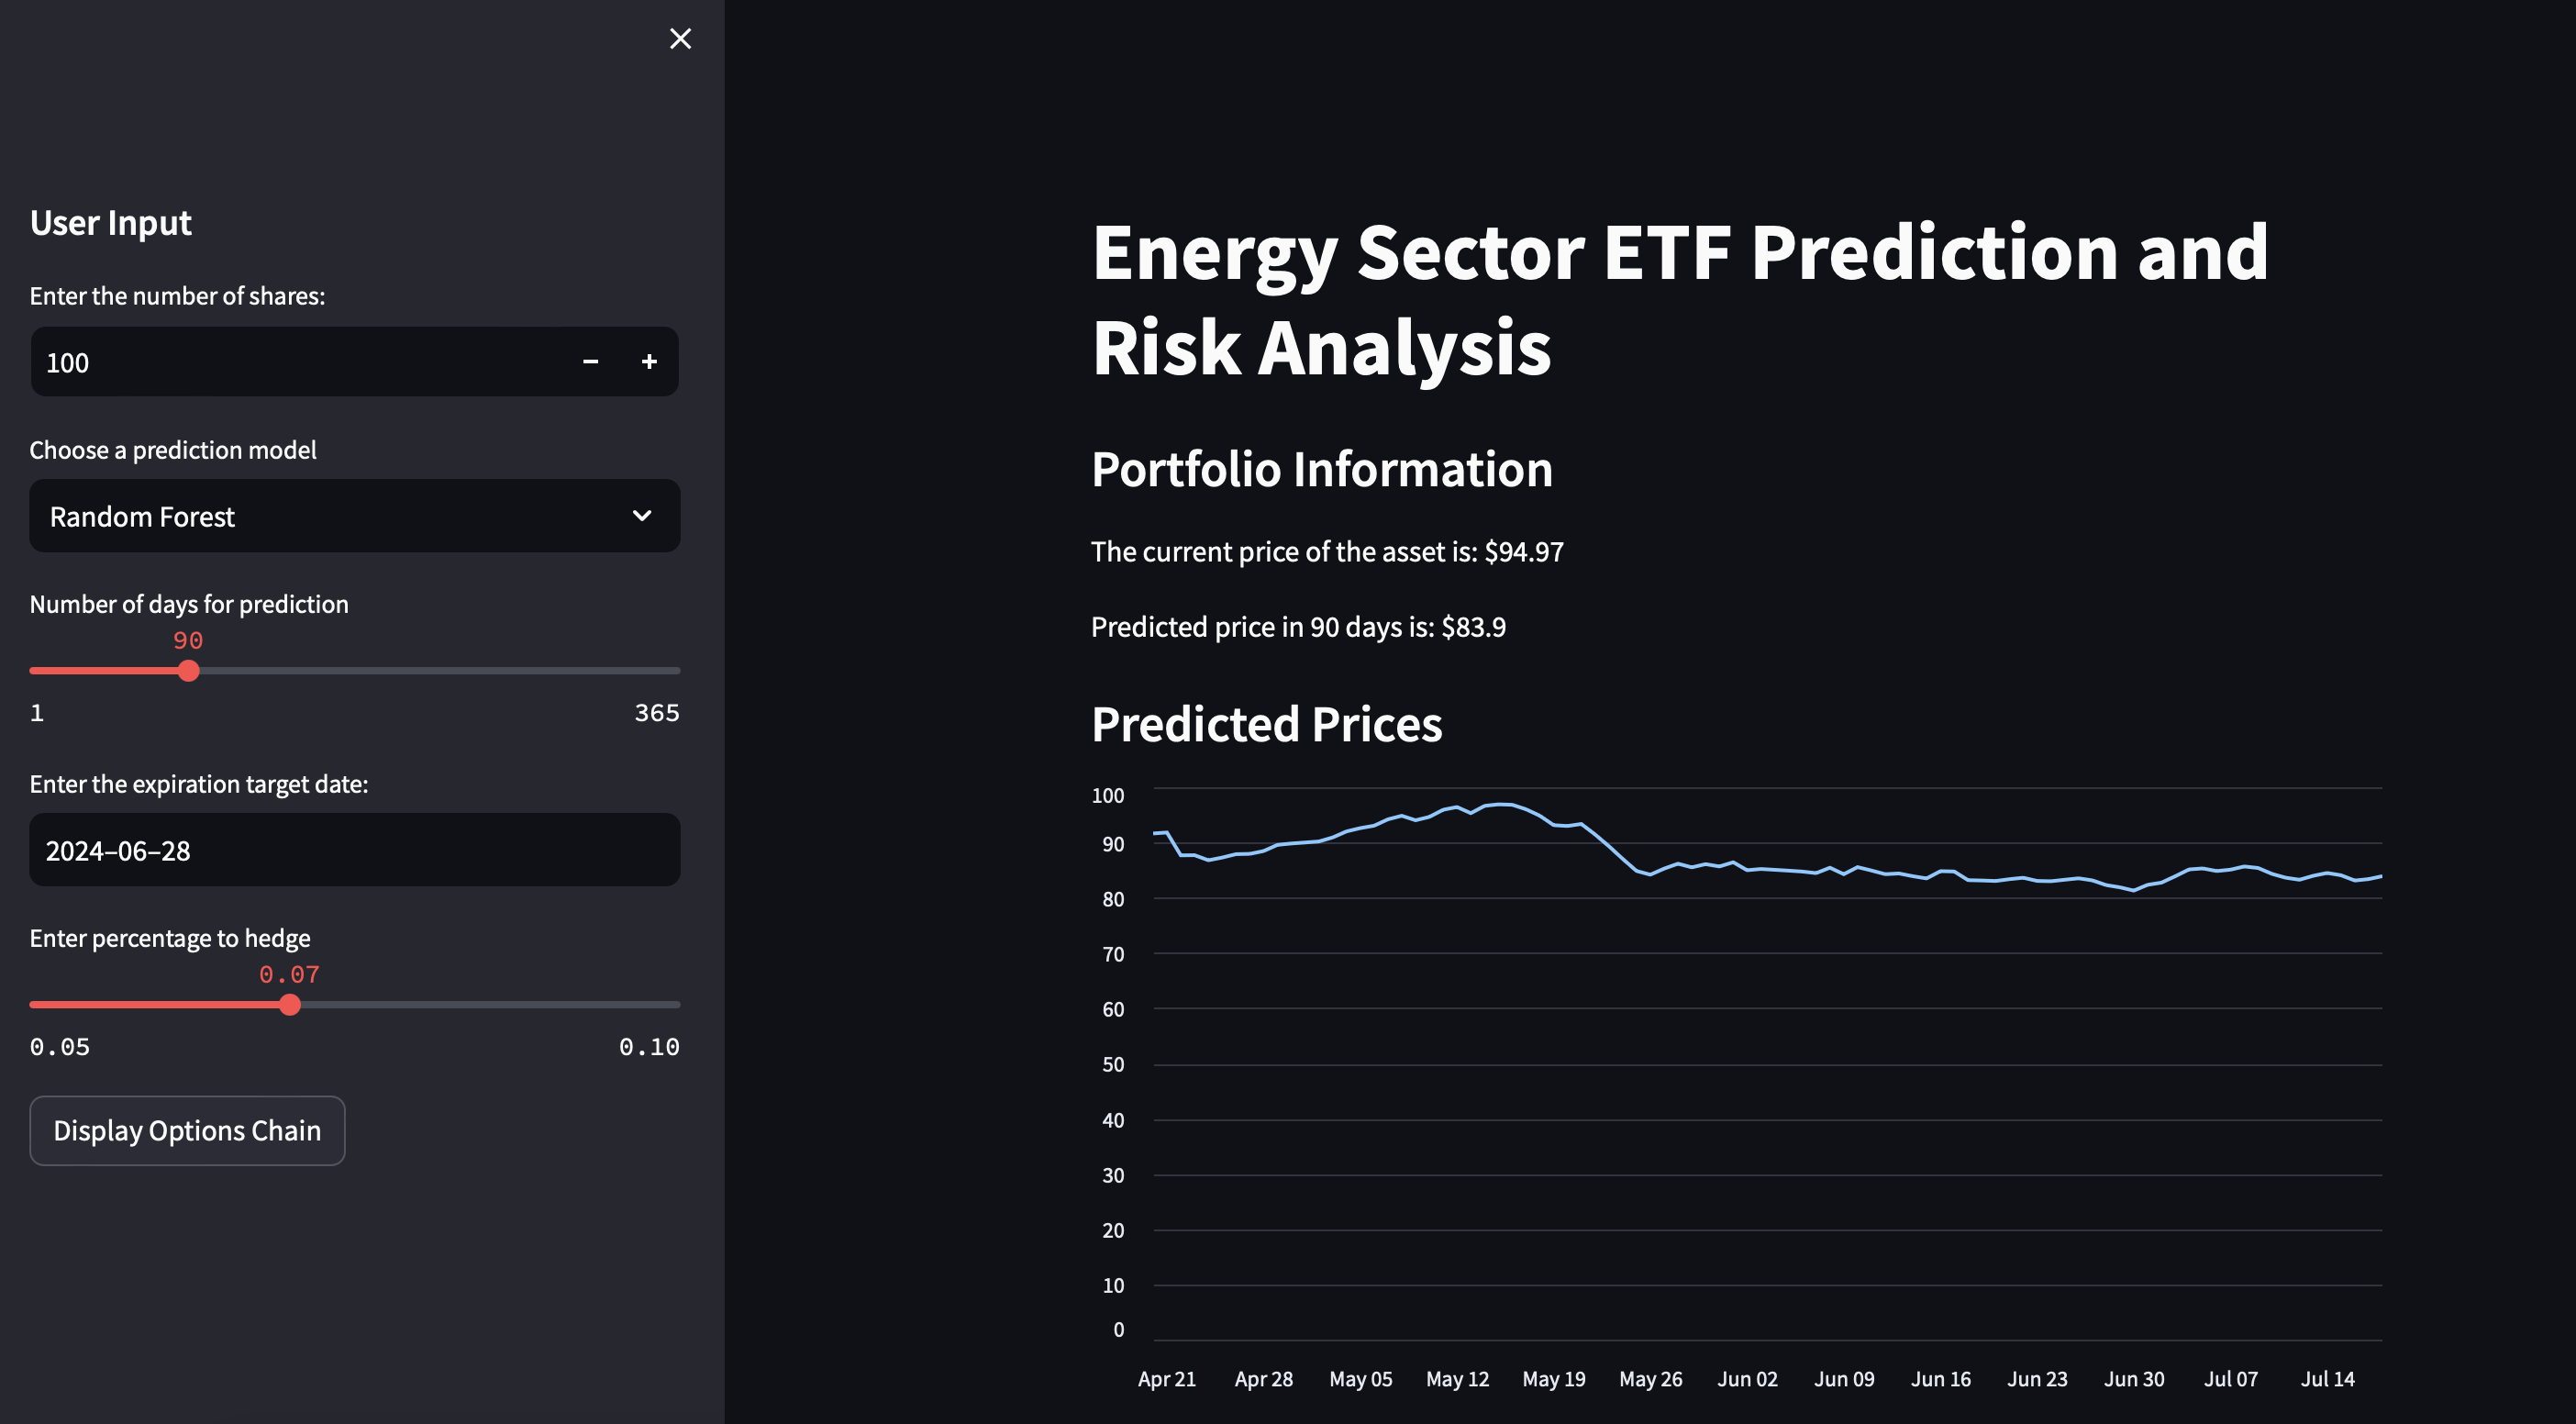 User Input
Enter the number of shares:
100
Choose a prediction model
Random Forest
Number of days for prediction
90
1 365
Enter the expiration target date:
2024–06–28
Enter percentage to hedge
0.07
0.05 0.10
Display Options Chain
Energy Sector ETF Prediction and
Risk Analysis
Portfolio Information
The current price of the asset is: $94.97
Predicted price in 90 days is: $83.9
Predicted Prices
100
90
80
70
60
50
40
30
20
10
0
Apr 21 Apr 28 May 05 May 12 May 19 May 26 Jun 02 Jun 09 Jun 16 Jun 23 Jun 30 Jul 07 Jul 14